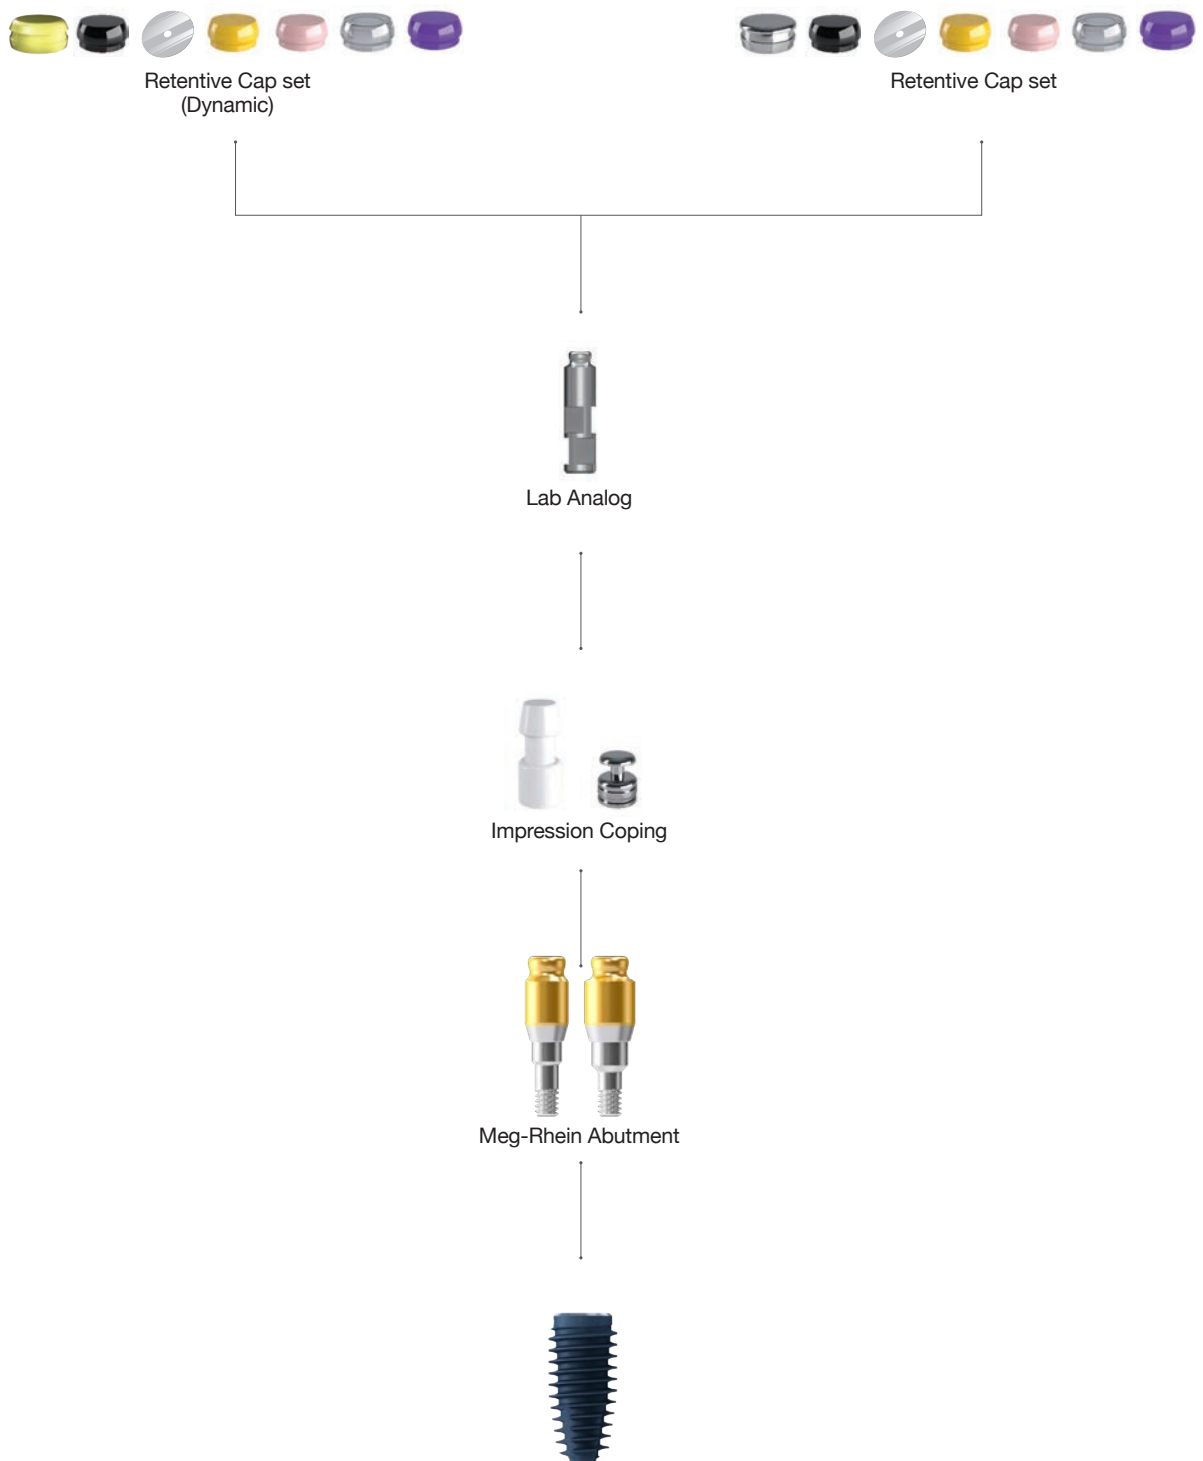 Retentive Cap set
(Dynamic)
Retentive Cap set
Lab Analog
Impression Coping
Meg-Rhein Abutment